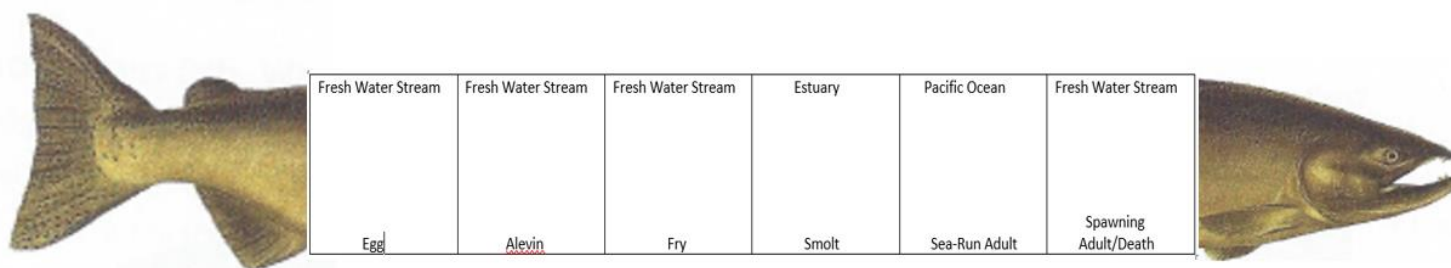 Fresh Water Stream
Fresh Water Stream
Fresh Water Stream
Estuary
Pacific Ocean
Fresh Water Stream
Egg
Alevin
Fry
Smolt
Sea-Run Adult
Spawning
Adult/Death